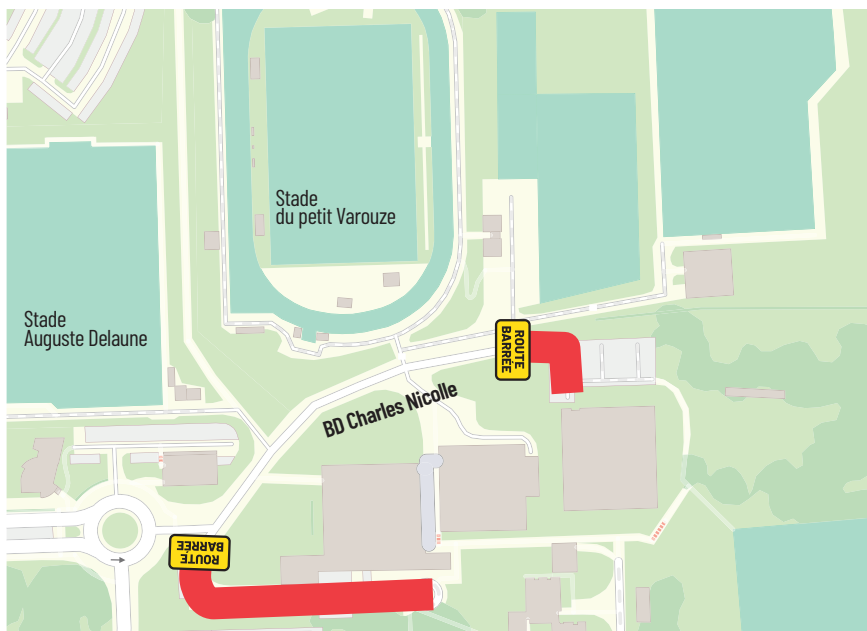 Stade
du petit Varouze
Stade
Auguste Delaune
ROUTE
BARRÉE
BD Charles Nicolle
ROUTE
BARRÉE